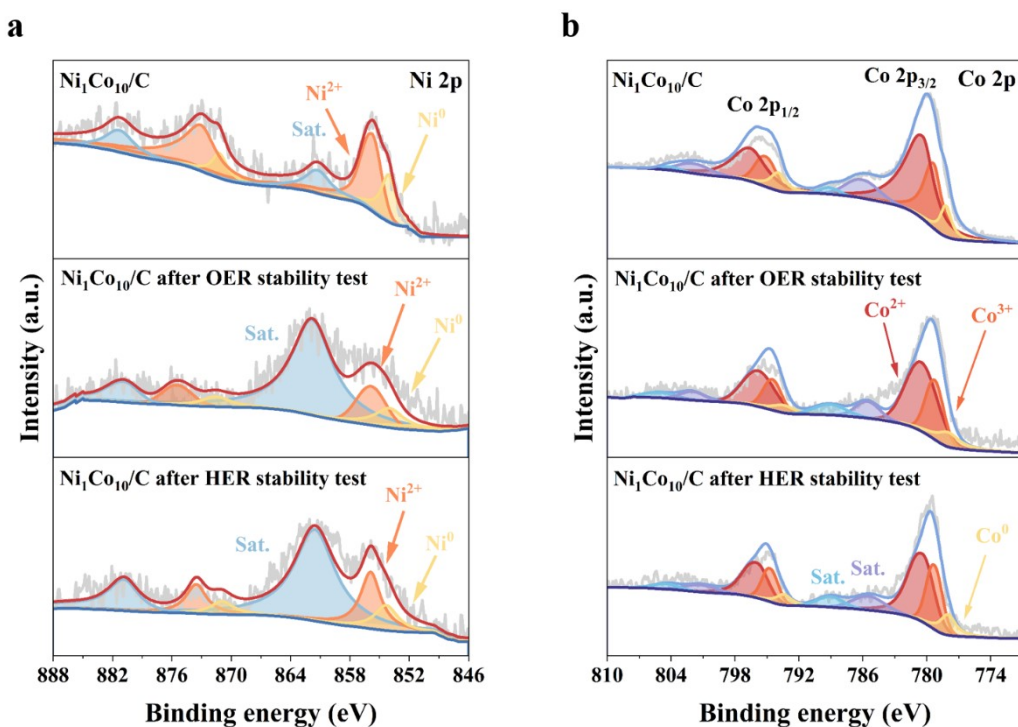 a
Ni₁Co₁₀/C
Ni 2p
Ni²⁺
Ni⁰
Sat.
Ni₁Co₁₀/C after OER stability test
Ni²⁺
Sat.
Ni⁰
Ni₁Co₁₀/C after HER stability test
Ni²⁺
Sat.
Ni⁰
Intensity (a.u.)
888 882 876 870 864 858 852 846
Binding energy (eV)
b
Ni₁Co₁₀/C
Co 2p₃/₂
Co 2p
Co 2p₁/₂
Ni₁Co₁₀/C after OER stability test
Co²⁺
Co³⁺
Ni₁Co₁₀/C after HER stability test
Co⁰
Sat.
Sat.
Intensity (a.u.)
810 804 798 792 786 780 774
Binding energy (eV)